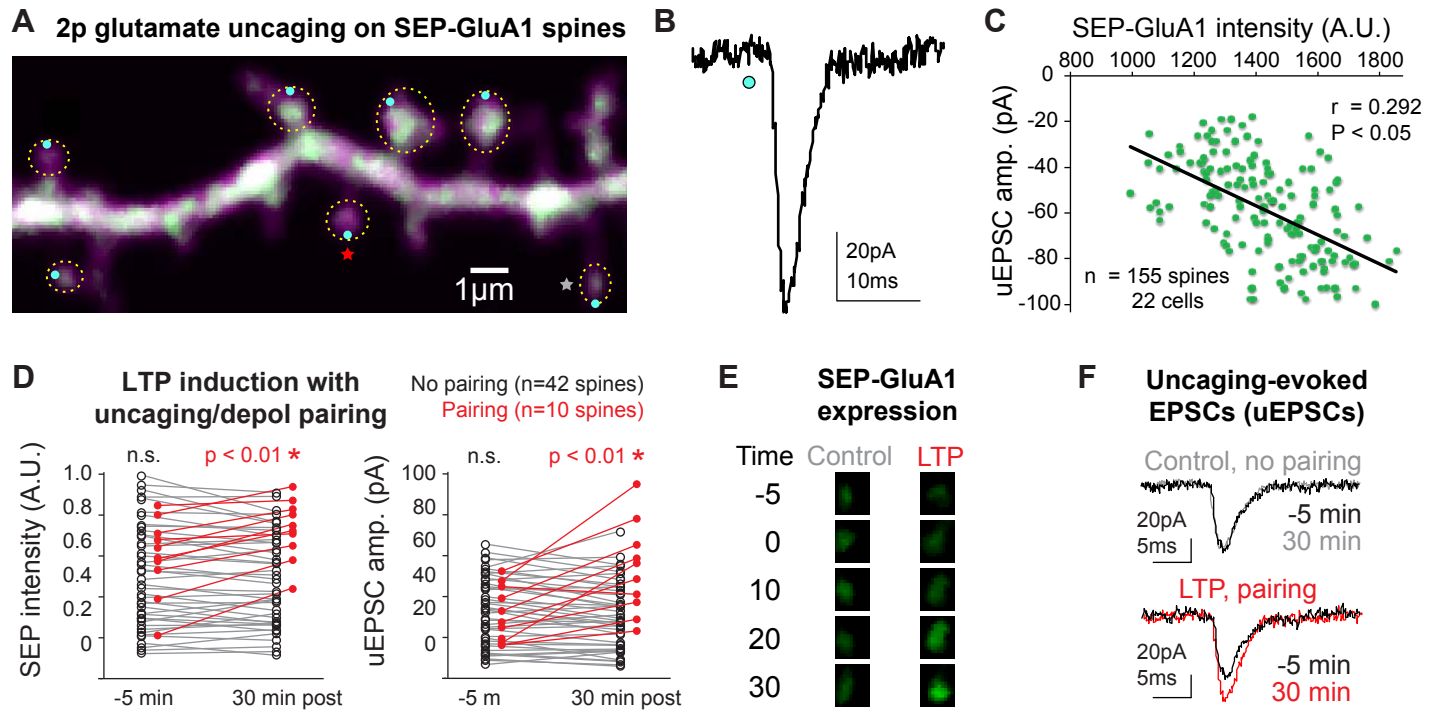 A 2p glutamate uncaging on SEP-GluA1 spines
1µm
B
20pA
10ms
C
SEP-GluA1 intensity (A.U.)
800 1000 1200 1400 1600 1800
0
-20
-40
-60
-80
-100
uEPSC amp. (pA)
r = 0.292
P < 0.05
n = 155 spines
22 cells
D LTP induction with
uncaging/depol pairing
No pairing (n=42 spines)
Pairing (n=10 spines)
n.s. p < 0.01 *
SEP intensity (A.U.)
1.0
0.8
0.6
0.4
0.2
0
-5 min 30 min post
n.s. p < 0.01 *
uEPSC amp. (pA)
100
80
60
40
20
0
-5 m 30 min post
E SEP-GluA1
expression
Time Control LTP
-5
0
10
20
30
F Uncaging-evoked
EPSCs (uEPSCs)
Control, no pairing
20pA
5ms
-5 min
30 min
LTP, pairing
20pA
5ms
-5 min
30 min